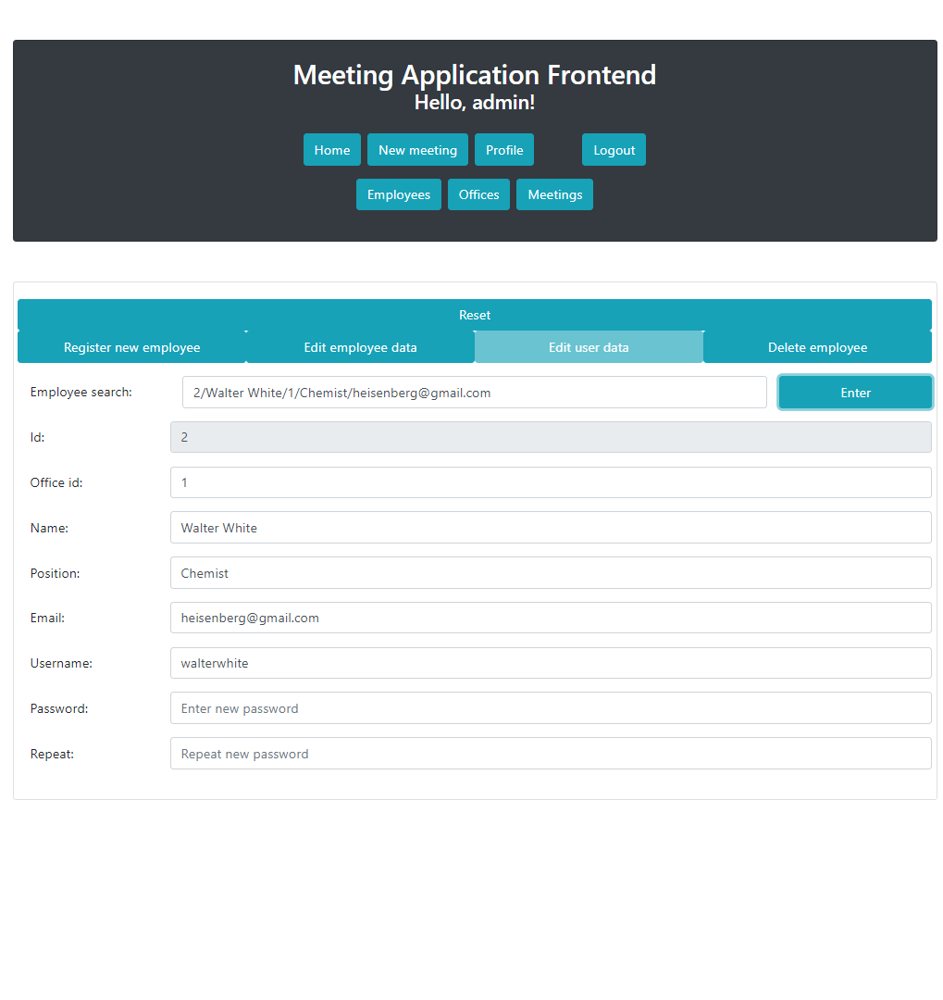 Meeting Application Frontend
Hello, admin!
Home New meeting Profile Logout
Employees Offices Meetings
Reset
Register new employee Edit employee data Edit user data Delete employee
Employee search: 2/Walter White/1/Chemist/heisenberg@gmail.com Enter
Id: 2
Office id: 1
Name: Walter White
Position: Chemist
Email: heisenberg@gmail.com
Username: walterwhite
Password: Enter new password
Repeat: Repeat new password